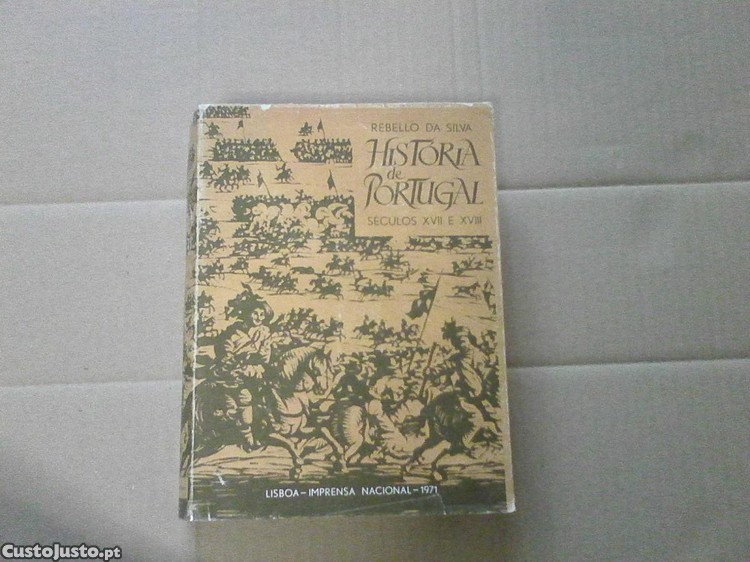 REBELLO DA SILVA
HISTORIA
de
PORTUGAL
SECULOS XVII E XVIII
LISBOA - IMPRENSA NACIONAL - 1971
CustoJusto.pt